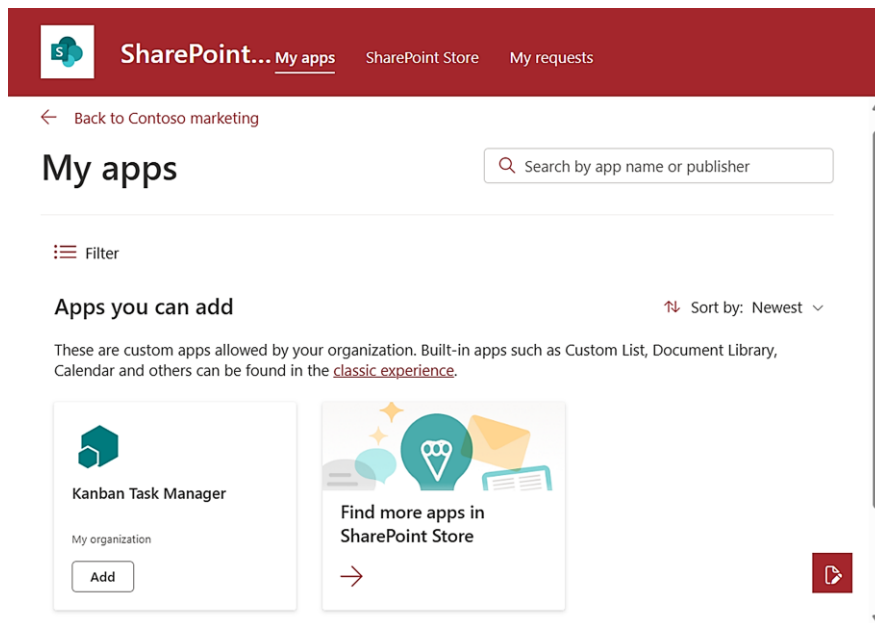 S
SharePoint... My apps SharePoint Store My requests
Back to Contoso marketing
My apps
Search by app name or publisher
Filter
Apps you can add
Sort by: Newest
These are custom apps allowed by your organization. Built-in apps such as Custom List, Document Library,
Calendar and others can be found in the classic experience.
Kanban Task Manager
My organization
Add
Find more apps in
SharePoint Store